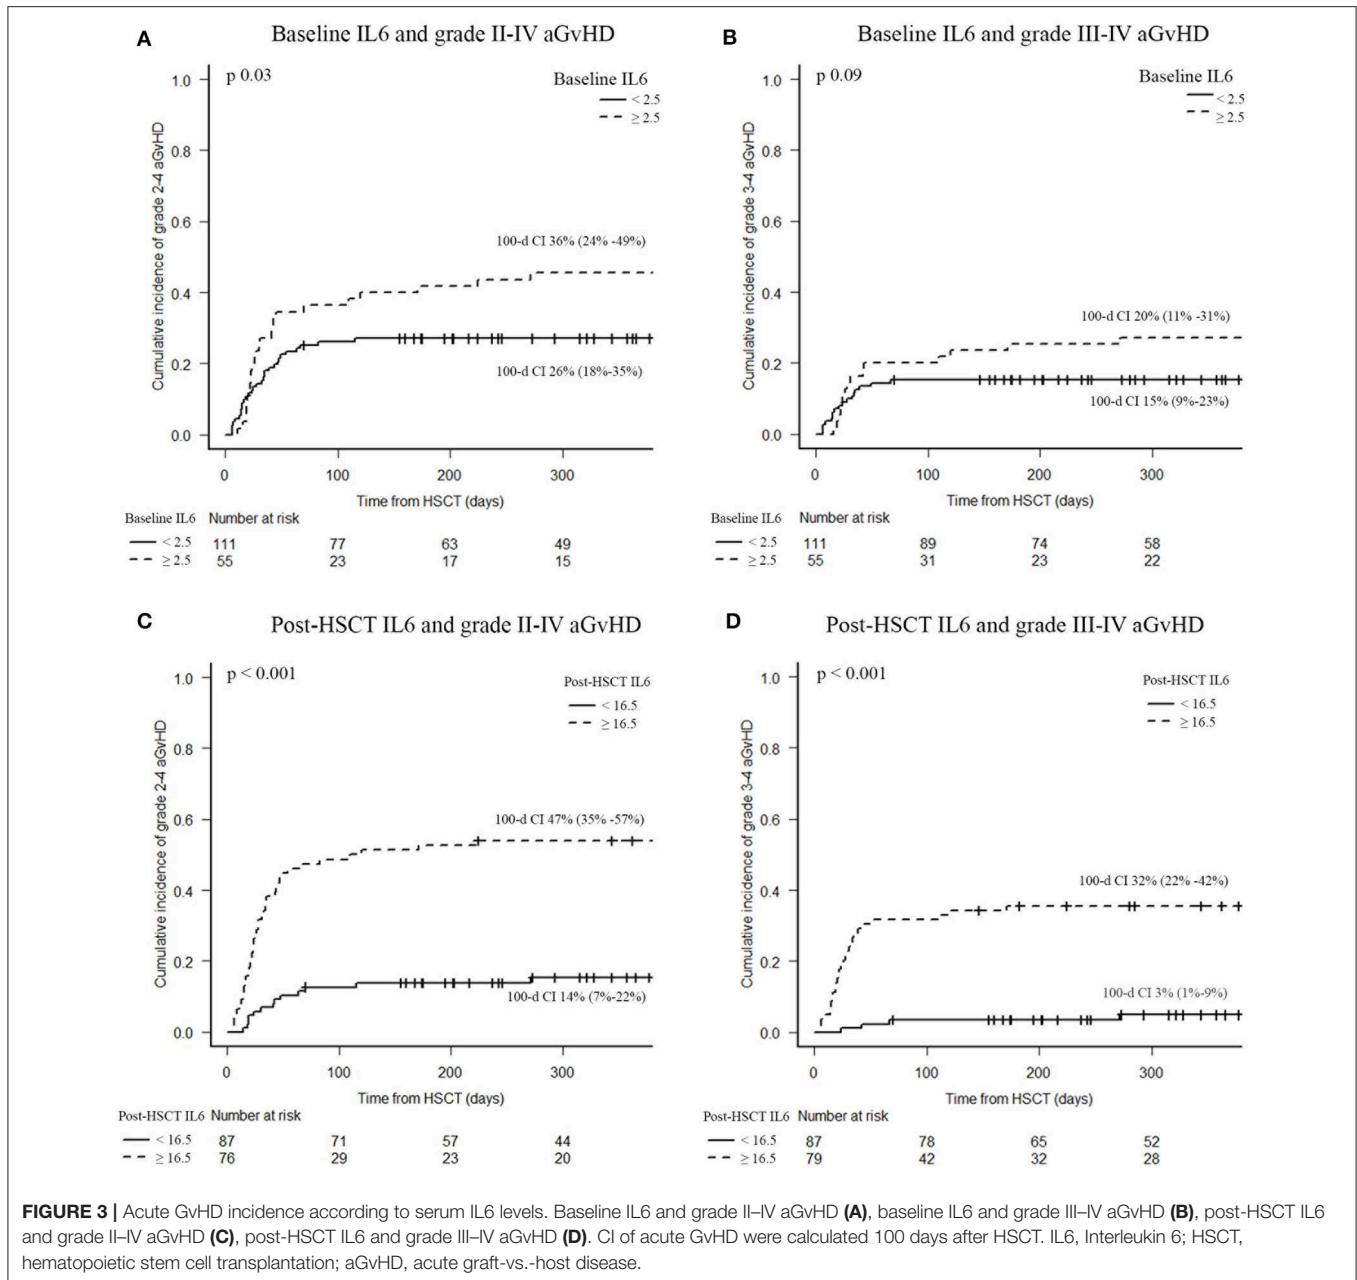 A
Baseline IL6 and grade II-IV aGvHD
p 0.03
Baseline IL6
< 2.5
≥ 2.5
Cumulative incidence of grade 2-4 aGvHD
1.0
0.8
0.6
0.4
0.2
0.0
100-d CI 36% (24% -49%)
100-d CI 26% (18%-35%)
0 100 200 300
Time from HSCT (days)
Baseline IL6 Number at risk
< 2.5 111 77 63 49
≥ 2.5 55 23 17 15
B
Baseline IL6 and grade III-IV aGvHD
p 0.09
Baseline IL6
< 2.5
≥ 2.5
Cumulative incidence of grade 3-4 aGvHD
1.0
0.8
0.6
0.4
0.2
0.0
100-d CI 20% (11% -31%)
100-d CI 15% (9%-23%)
0 100 200 300
Time from HSCT (days)
Baseline IL6 Number at risk
< 2.5 111 89 74 58
≥ 2.5 55 31 23 22
C
Post-HSCT IL6 and grade II-IV aGvHD
p < 0.001
Post-HSCT IL6
< 16.5
≥ 16.5
Cumulative incidence of grade 2-4 aGvHD
1.0
0.8
0.6
0.4
0.2
0.0
100-d CI 47% (35% -57%)
100-d CI 14% (7%-22%)
0 100 200 300
Time from HSCT (days)
Post-HSCT IL6 Number at risk
< 16.5 87 71 57 44
≥ 16.5 76 29 23 20
D
Post-HSCT IL6 and grade III-IV aGvHD
p < 0.001
Post-HSCT IL6
< 16.5
≥ 16.5
Cumulative incidence of grade 3-4 aGvHD
1.0
0.8
0.6
0.4
0.2
0.0
100-d CI 32% (22% -42%)
100-d CI 3% (1%-9%)
0 100 200 300
Time from HSCT (days)
Post-HSCT IL6 Number at risk
< 16.5 87 78 65 52
≥ 16.5 79 42 32 28
FIGURE 3 | Acute GvHD incidence according to serum IL6 levels. Baseline IL6 and grade II–IV aGvHD (A), baseline IL6 and grade III–IV aGvHD (B), post-HSCT IL6
and grade II–IV aGvHD (C), post-HSCT IL6 and grade III–IV aGvHD (D). CI of acute GvHD were calculated 100 days after HSCT. IL6, Interleukin 6; HSCT,
hematopoietic stem cell transplantation; aGvHD, acute graft-vs.-host disease.